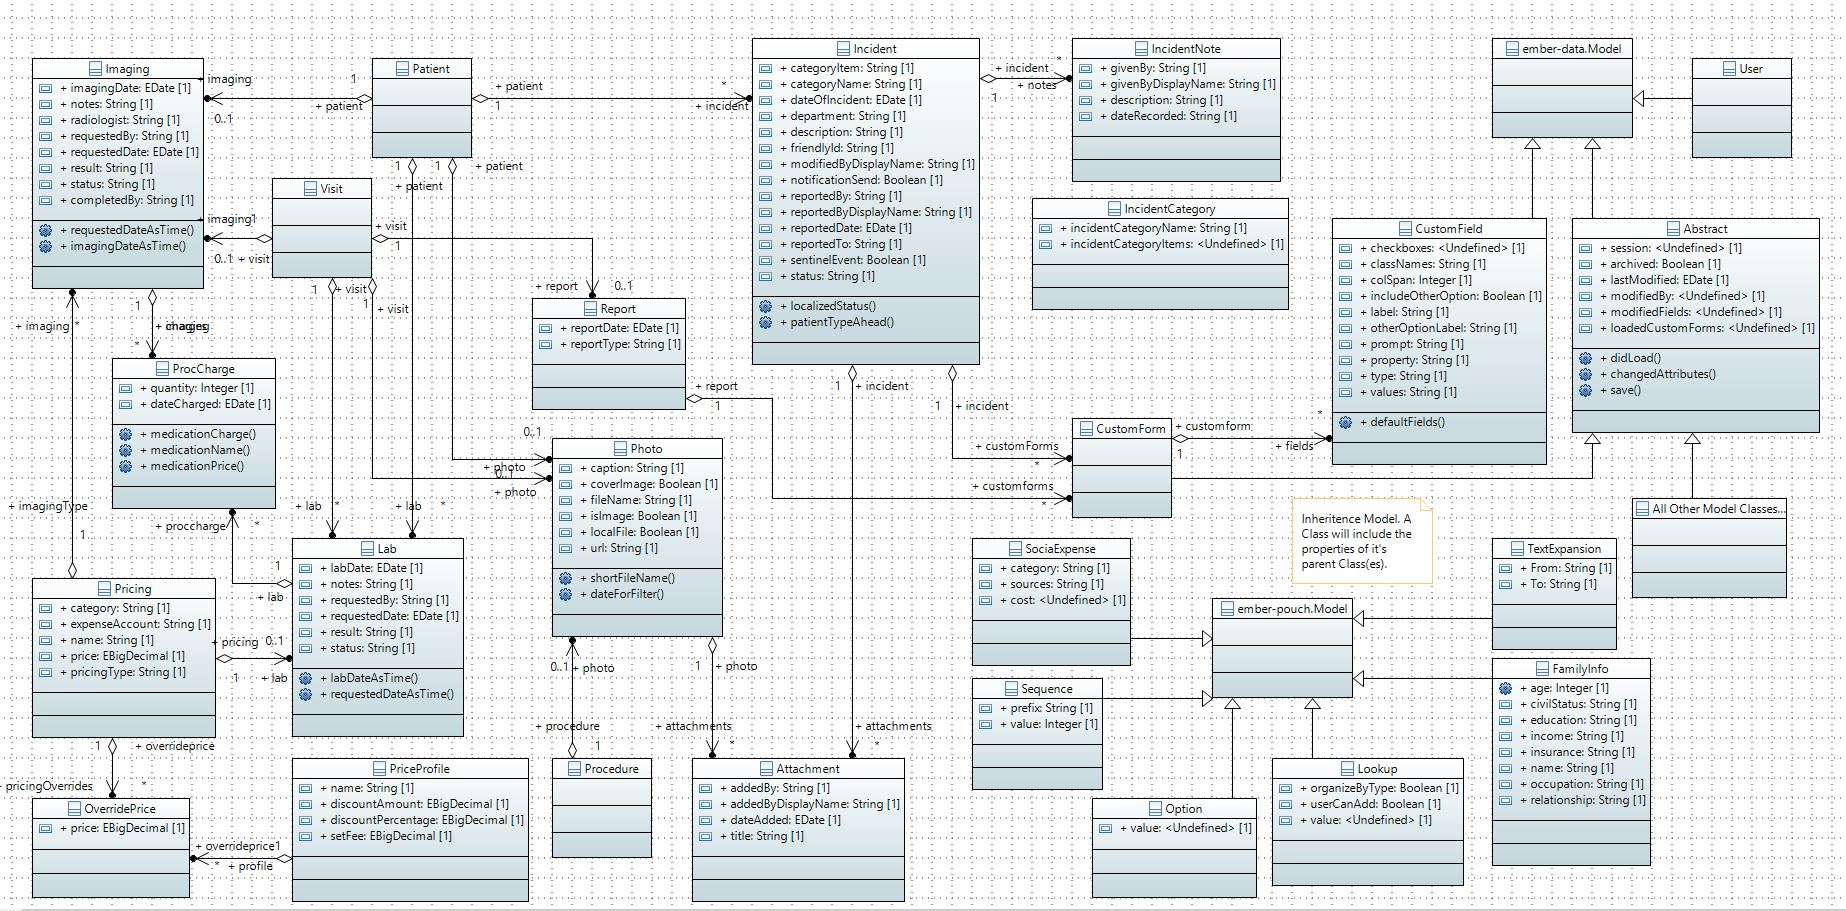 Imaging
+ imagingDate: EDate [1]
+ notes: String [1]
+ radiologist: String [1]
+ requestedBy: String [1]
+ requestedDate: EDate [1]
+ result: String [1]
+ status: String [1]
+ completedBy: String [1]
+ requestedDateAsTime()
+ imagingDateAsTime()
+ imaging
1
0..1
+ patient
Patient
+ patient
1
*
+ incident
1
+ patient
1
+ patient
Visit
+ imaging1
0..1
+ visit
+ visit
1
1
+ visit
1
+ visit
+ report
0..1
Incident
+ categoryItem: String [1]
+ categoryName: String [1]
+ dateOfIncident: EDate [1]
+ department: String [1]
+ description: String [1]
+ friendlyId: String [1]
+ modifiedByDisplayName: String [1]
+ notificationSend: Boolean [1]
+ reportedBy: String [1]
+ reportedByDisplayName: String [1]
+ reportedDate: EDate [1]
+ reportedTo: String [1]
+ sentinelEvent: Boolean [1]
+ status: String [1]
+ localizedStatus()
+ patientTypeAhead()
+ incident
*
1
+ notes
IncidentNote
+ givenBy: String [1]
+ givenByDisplayName: String [1]
+ description: String [1]
+ dateRecorded: String [1]
IncidentCategory
+ incidentCategoryName: String [1]
+ incidentCategoryItems: <Undefined> [1]
ember-data.Model
User
CustomField
+ checkboxes: <Undefined> [1]
+ classNames: String [1]
+ colSpan: Integer [1]
+ includeOtherOption: Boolean [1]
+ label: String [1]
+ otherOptionLabel: String [1]
+ prompt: String [1]
+ property: String [1]
+ type: String [1]
+ values: String [1]
+ defaultFields()
Abstract
+ session: <Undefined> [1]
+ archived: Boolean [1]
+ lastModified: EDate [1]
+ modifiedBy: <Undefined> [1]
+ modifiedFields: <Undefined> [1]
+ loadedCustomForms: <Undefined> [1]
+ didLoad()
+ changedAttributes()
+ save()
Report
+ reportDate: EDate [1]
+ reportType: String [1]
+ report
1
+ imaging
*
1
*
ProcCharge
+ quantity: Integer [1]
+ dateCharged: EDate [1]
+ medicationCharge()
+ medicationName()
+ medicationPrice()
+ imagingType
1
+ proccharge
*
1
+ lab
+ lab
*
+ lab
*
0..1
+ photo
0..1
+ photo
Photo
+ caption: String [1]
+ coverImage: Boolean [1]
+ fileName: String [1]
+ isImage: Boolean [1]
+ localFile: Boolean [1]
+ url: String [1]
+ shortFileName()
+ dateForFilter()
1
+ incident
1
+ incident
+ customForms
*
+ customforms
*
CustomForm
+ customform
1
*
+ fields
Inheritence Model. A
Class will include the
properties of it's
parent Class(es).
All Other Model Classes...
Lab
+ labDate: EDate [1]
+ notes: String [1]
+ requestedBy: String [1]
+ requestedDate: EDate [1]
+ result: String [1]
+ status: String [1]
+ labDateAsTime()
+ requestedDateAsTime()
Pricing
+ category: String [1]
+ expenseAccount: String [1]
+ name: String [1]
+ price: EBigDecimal [1]
+ pricingType: String [1]
+ pricing
0..1
1
+ lab
SociaExpense
+ category: String [1]
+ sources: String [1]
+ cost: <Undefined> [1]
ember-pouch.Model
TextExpansion
+ From: String [1]
+ To: String [1]
Sequence
+ prefix: String [1]
+ value: Integer [1]
FamilyInfo
+ age: Integer [1]
+ civilStatus: String [1]
+ education: String [1]
+ income: String [1]
+ insurance: String [1]
+ name: String [1]
+ occupation: String [1]
+ relationship: String [1]
0..1
+ photo
+ procedure
1
1
+ photo
+ attachments
*
+ attachments
*
1
+ overrideprice
pricingOverrides
*
OverridePrice
+ price: EBigDecimal [1]
+ overrideprice1
*
+ profile
PriceProfile
+ name: String [1]
+ discountAmount: EBigDecimal [1]
+ discountPercentage: EBigDecimal [1]
+ setFee: EBigDecimal [1]
Procedure
Attachment
+ addedBy: String [1]
+ addedByDisplayName: String [1]
+ dateAdded: EDate [1]
+ title: String [1]
Option
+ value: <Undefined> [1]
Lookup
+ organizeByType: Boolean [1]
+ userCanAdd: Boolean [1]
+ value: <Undefined> [1]